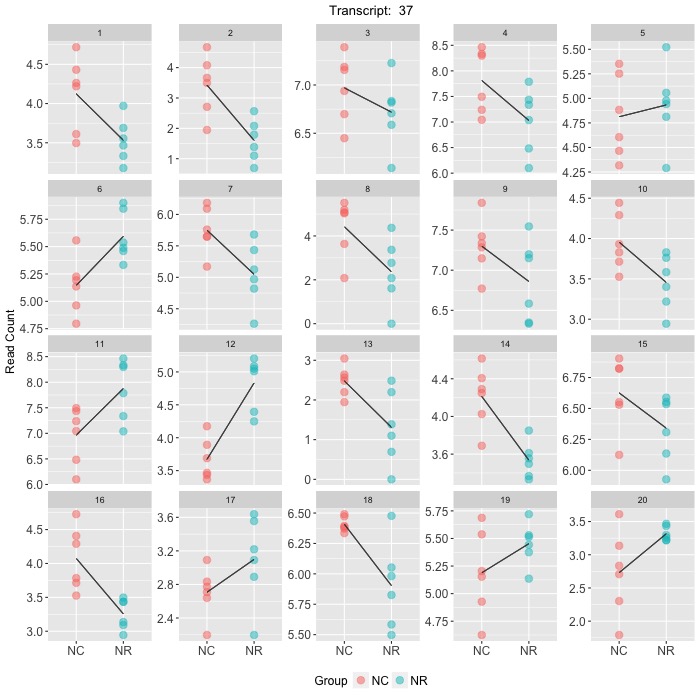 Transcript: 37
1 2 3 4 5
4.5 4.0 3.5
4 3 2 1
7.0 6.5
8.5 8.0 7.5 7.0 6.5 6.0
5.50 5.25 5.00 4.75 4.50 4.25
6 7 8 9 10
5.75 5.50 5.25 5.00 4.75
6.0 5.5 5.0 4.5
4 2 0
7.5 7.0 6.5
4.5 4.0 3.5 3.0
Read Count
11 12 13 14 15
8.5 8.0 7.5 7.0 6.5 6.0
5.0 4.5 4.0 3.5
3 2 1 0
4.4 4.0 3.6
6.75 6.50 6.25 6.00
16 17 18 19 20
4.5 4.0 3.5 3.0
3.6 3.2 2.8 2.4
6.50 6.25 6.00 5.75 5.50
5.75 5.50 5.25 5.00 4.75
3.5 3.0 2.5 2.0
NC NR NC NR NC NR NC NR NC NR
Group NC NR